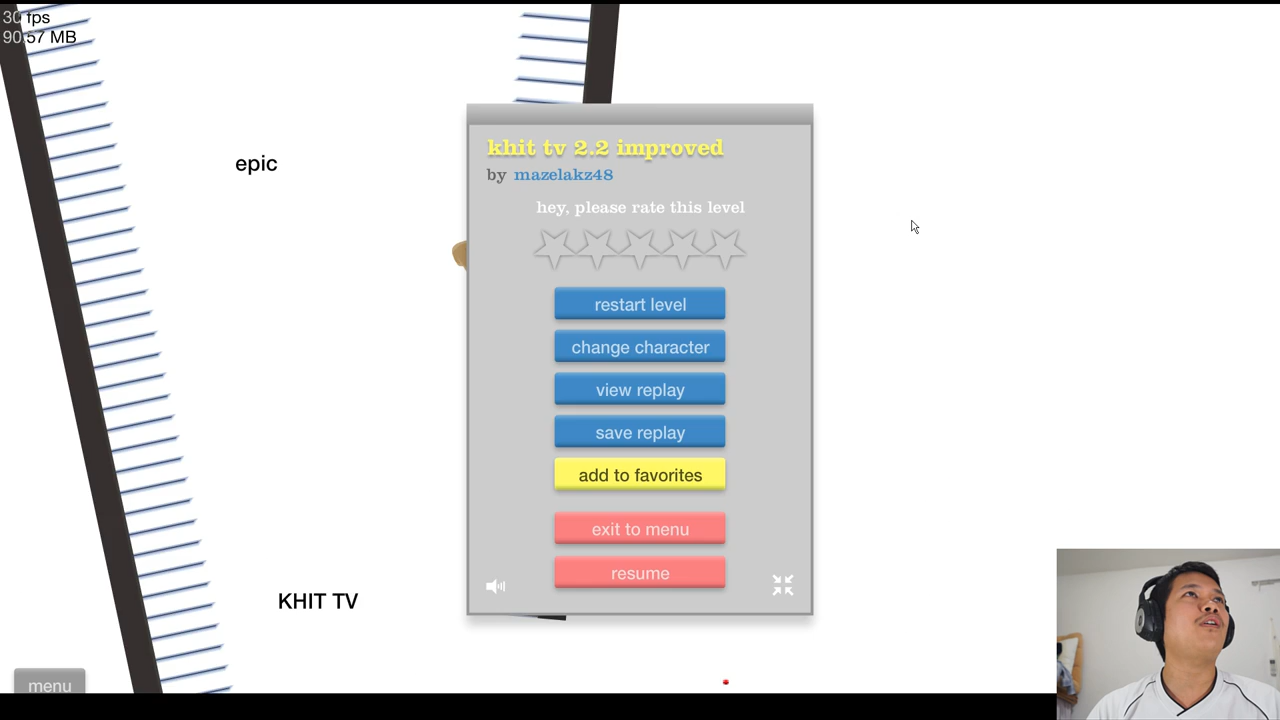 30 fps
90.57 MB
epic
khit tv 2.2 improved
by mazelakz48
hey, please rate this level
restart level
change character
view replay
save replay
add to favorites
exit to menu
resume
KHIT TV
menu